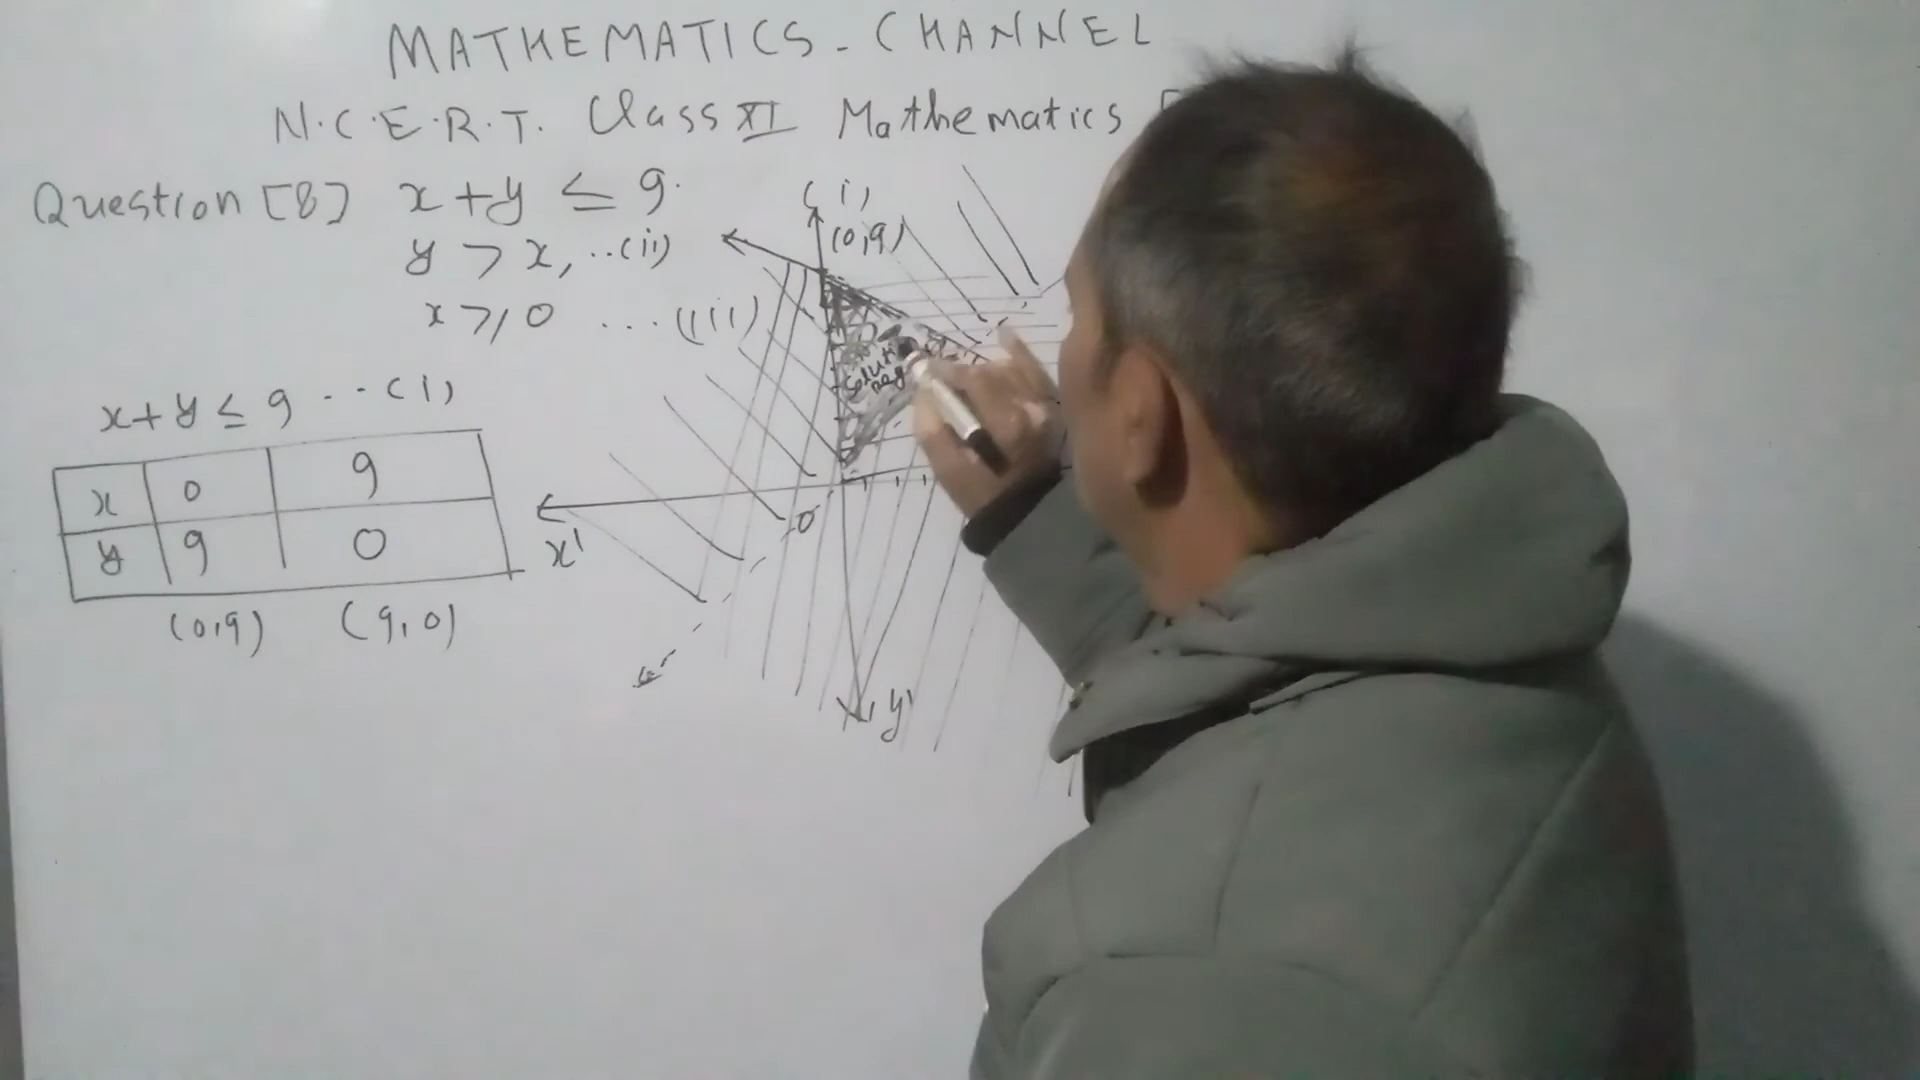 MATHEMATICS - CHANNEL
N.C.E.R.T. Class XI Mathematics
Question [8] x + y ≤ 9. (i)
y > x, ..(ii)
x >, 0 ... (iii)
x + y ≤ 9 .. (i)
x 0 9
y 9 0
(0,9) (9,0)
(0,9)
x'
0
y'